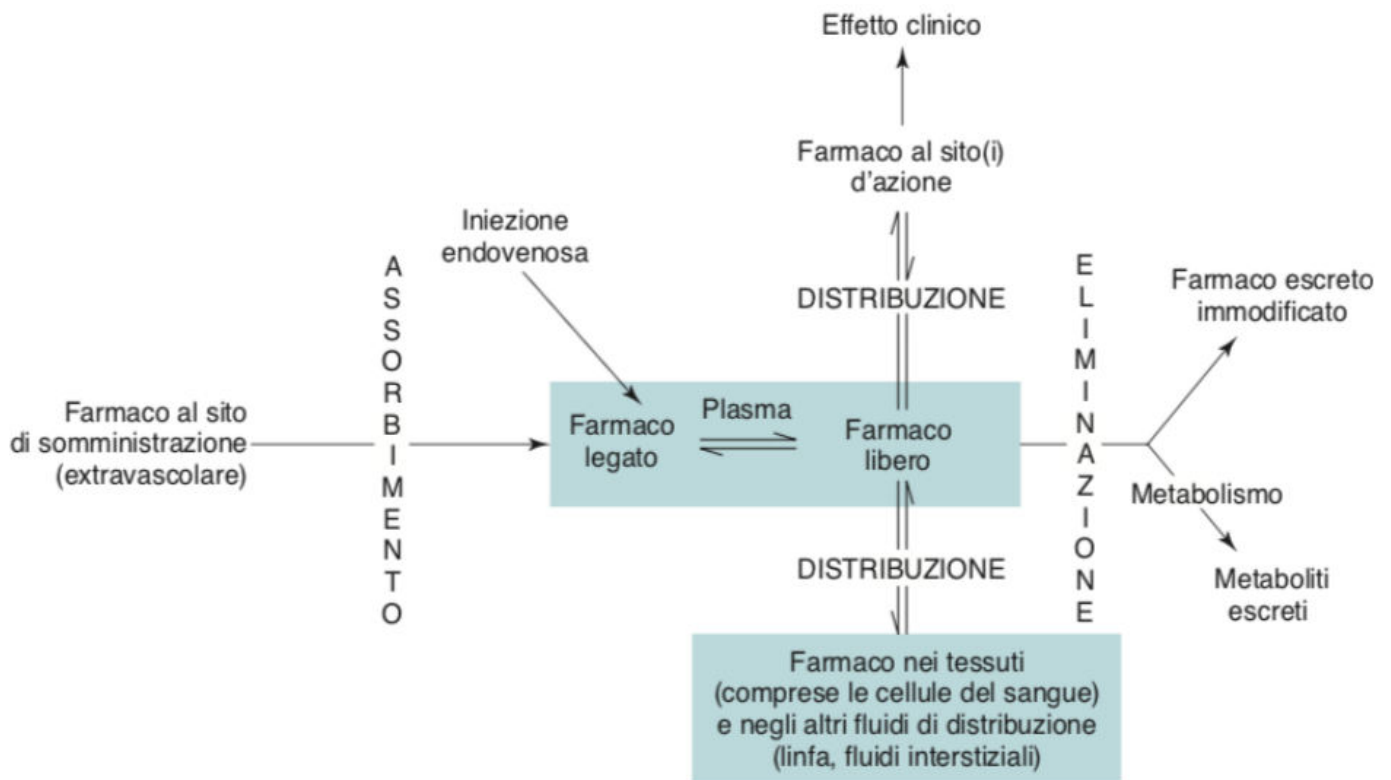 Effetto clinico
Farmaco al sito(i)
d'azione
Iniezione
endovenosa
ASSORBIMENTO
DISTRIBUZIONE
ELIMINAZIONE
Farmaco escreto
immodificato
Farmaco al sito
di somministrazione
(extravascolare)
Farmaco
legato
Plasma
Farmaco
libero
Metabolismo
DISTRIBUZIONE
Metaboliti
escreti
Farmaco nei tessuti
(comprese le cellule del sangue)
e negli altri fluidi di distribuzione
(linfa, fluidi interstiziali)